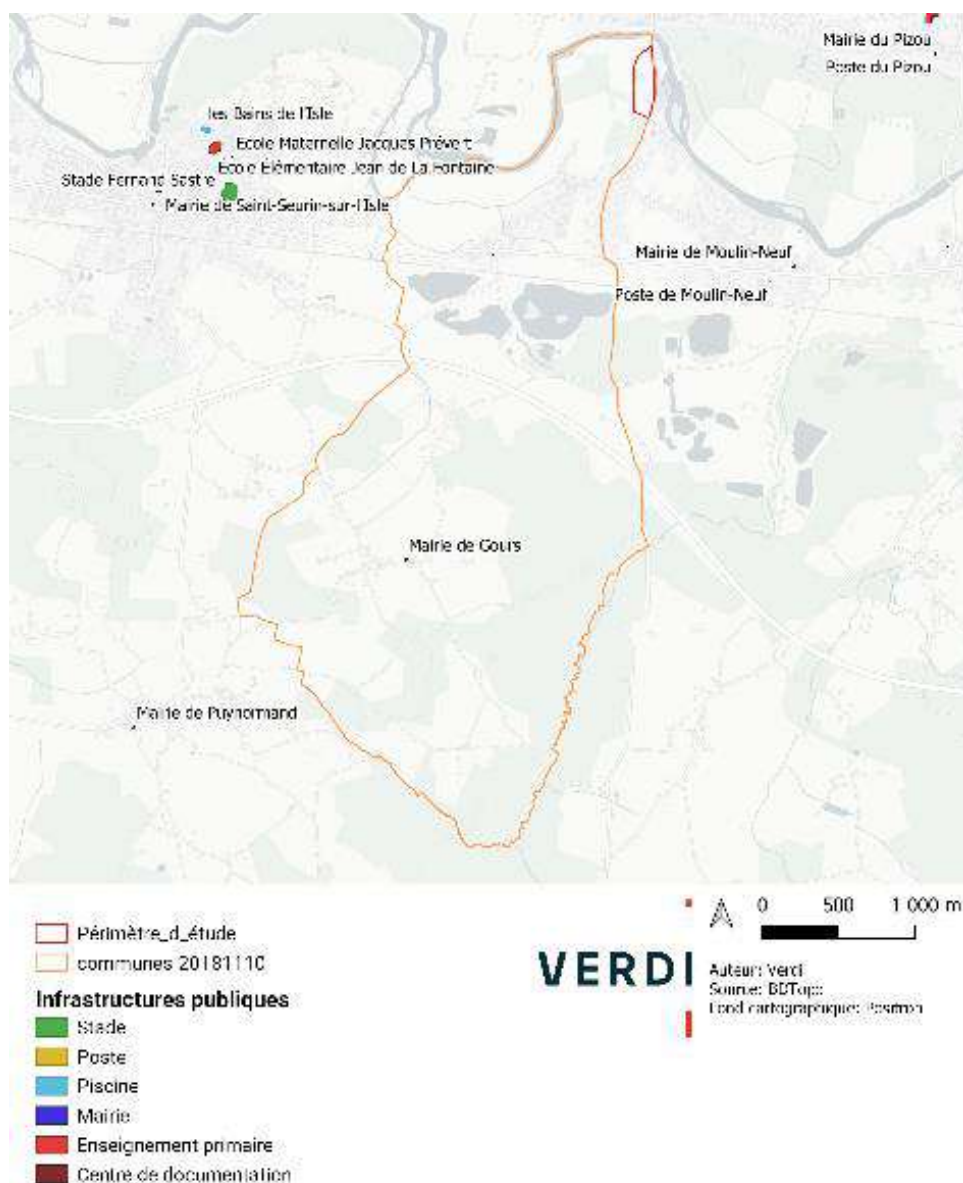 Mairie du Pizou
Poste du Pizou
les Bains de l'Isle
Ecole Maternelle Jacques Prévert
Ecole Élémentaire Jean de La Fontaine
Stade Fernand Sastre
Mairie de Saint-Seurin-sur-l'Isle
Mairie de Moulin-Neuf
Poste de Moulin-Neuf
Mairie de Gours
Mairie de Puynormand
0 500 1 000 m
Périmètre_d_étude
communes 20181110
VERDI
Auteur: Verdi
Source: BDTopo
Fond cartographique: Positron
Infrastructures publiques
Stade
Poste
Piscine
Mairie
Enseignement primaire
Centre de documentation